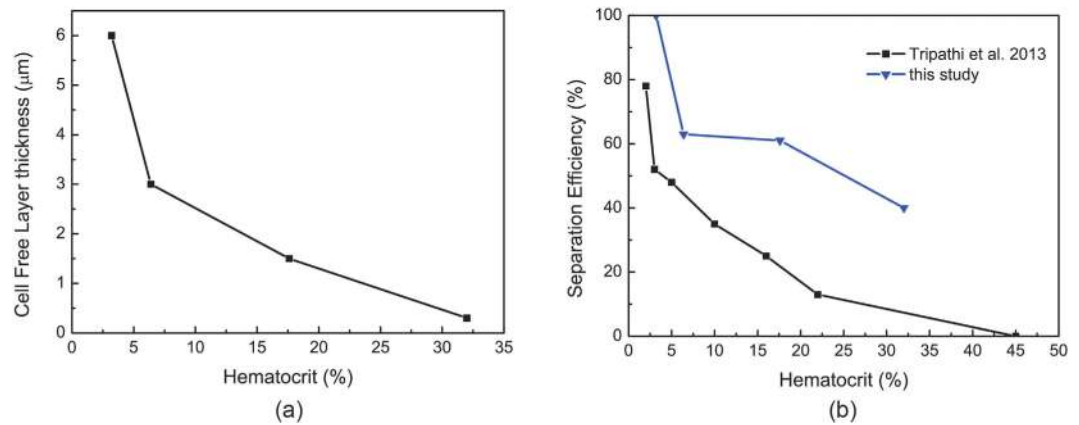 Cell Free Layer thickness (μm)
6
5
4
3
2
1
0
0 5 10 15 20 25 30 35
Hematocrit (%)
(a)
Separation Efficiency (%)
100
80
60
40
20
0
Tripathi et al. 2013
this study
0 5 10 15 20 25 30 35 40 45 50
Hematocrit (%)
(b)